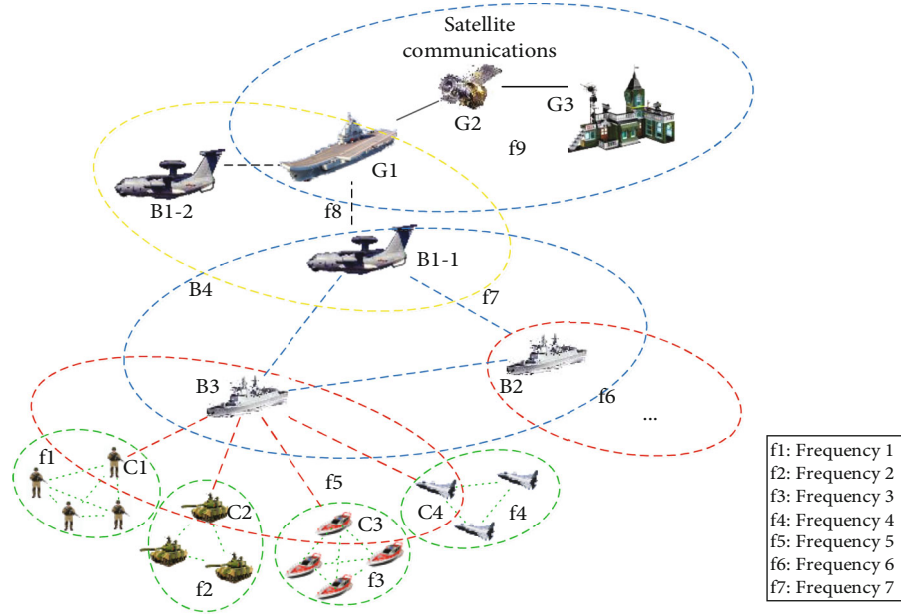 Satellite
communications
G2
G3
f9
G1
B1-2
f8
B1-1
B4
f7
B3
B2
f6
...
f1
C1
f5
C2
C3
C4
f4
f3
f2
f1: Frequency 1
f2: Frequency 2
f3: Frequency 3
f4: Frequency 4
f5: Frequency 5
f6: Frequency 6
f7: Frequency 7